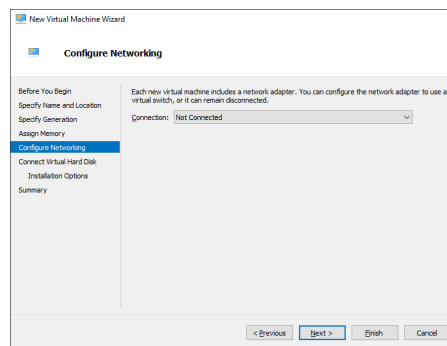 New Virtual Machine Wizard
Configure Networking
Before You Begin
Specify Name and Location
Specify Generation
Assign Memory
Configure Networking
Connect Virtual Hard Disk
Installation Options
Summary
Each new virtual machine includes a network adapter. You can configure the network adapter to use a
virtual switch, or it can remain disconnected.
Connection: Not Connected
< Previous Next > Finish Cancel